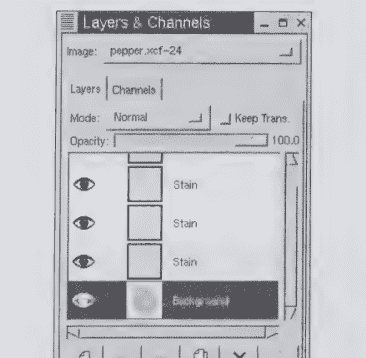 Layers & Channels
Image: pepper.xcf-24
Layers Channels
Mode: Normal Keep Trans.
Opacity: 100.0
Stain
Stain
Stain
Background